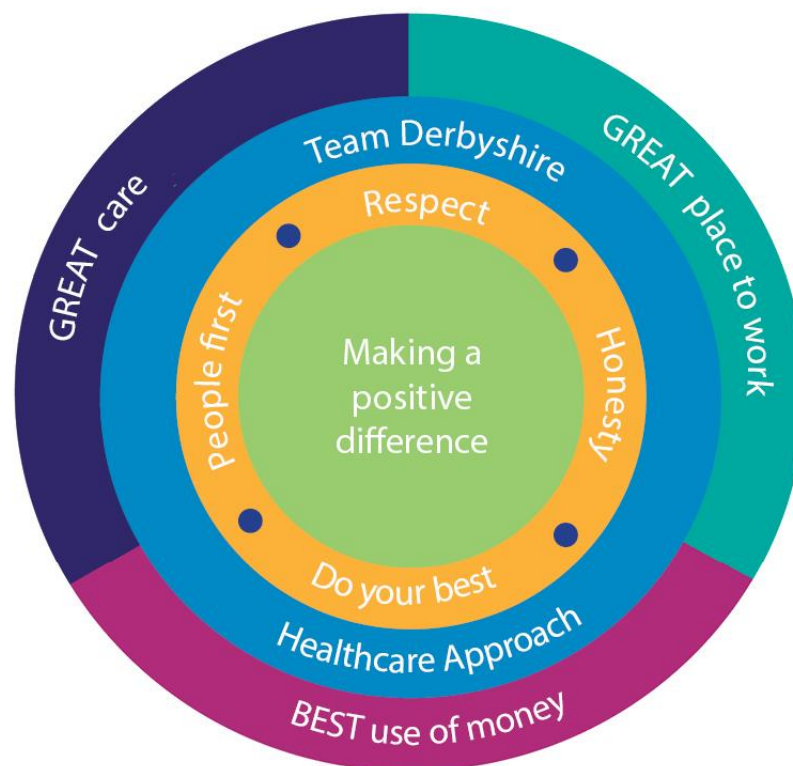 GREAT care
GREAT place to work
BEST use of money
Team Derbyshire
Healthcare Approach
Respect
Honesty
Do your best
People first
Making a
positive
difference